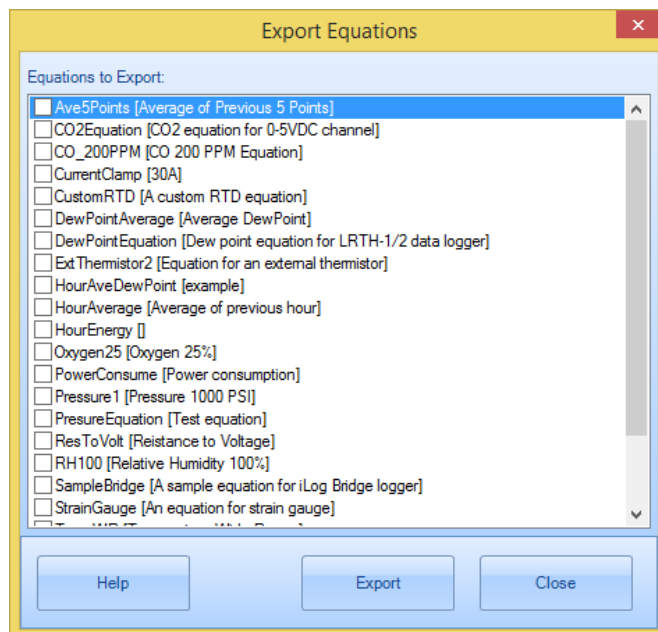 Export Equations
Equations to Export:
Ave5Points [Average of Previous 5 Points]
CO2Equation [CO2 equation for 0-5VDC channel]
CO_200PPM [CO 200 PPM Equation]
CurrentClamp [30A]
CustomRTD [A custom RTD equation]
DewPointAverage [Average DewPoint]
DewPointEquation [Dew point equation for LRTH-1/2 data logger]
ExtThermistor2 [Equation for an external thermistor]
HourAveDewPoint [example]
HourAverage [Average of previous hour]
HourEnergy []
Oxygen25 [Oxygen 25%]
PowerConsume [Power consumption]
Pressure1 [Pressure 1000 PSI]
PresureEquation [Test equation]
ResToVolt [Reistance to Voltage]
RH100 [Relative Humidity 100%]
SampleBridge [A sample equation for iLog Bridge logger]
StrainGauge [An equation for strain gauge]
Help
Export
Close